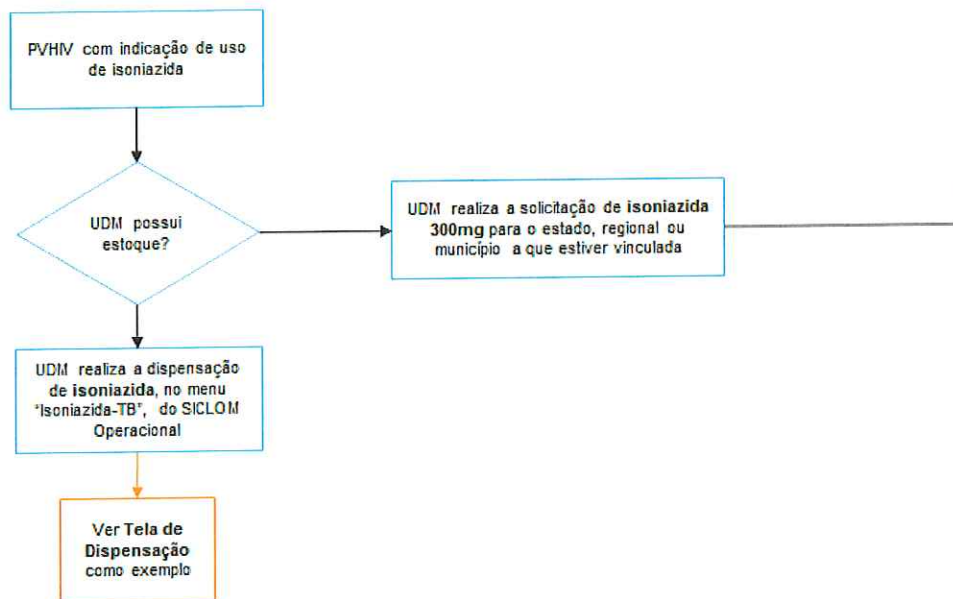 PVHIV com indicação de uso
de isoniazida
UDM possui
estoque?
UDM realiza a solicitação de isoniazida
300mg para o estado, regional ou
município a que estiver vinculada
UDM realiza a dispensação
de isoniazida, no menu
"Isoniazida-TB", do SICLOM
Operacional
Ver Tela de
Dispensação
como exemplo